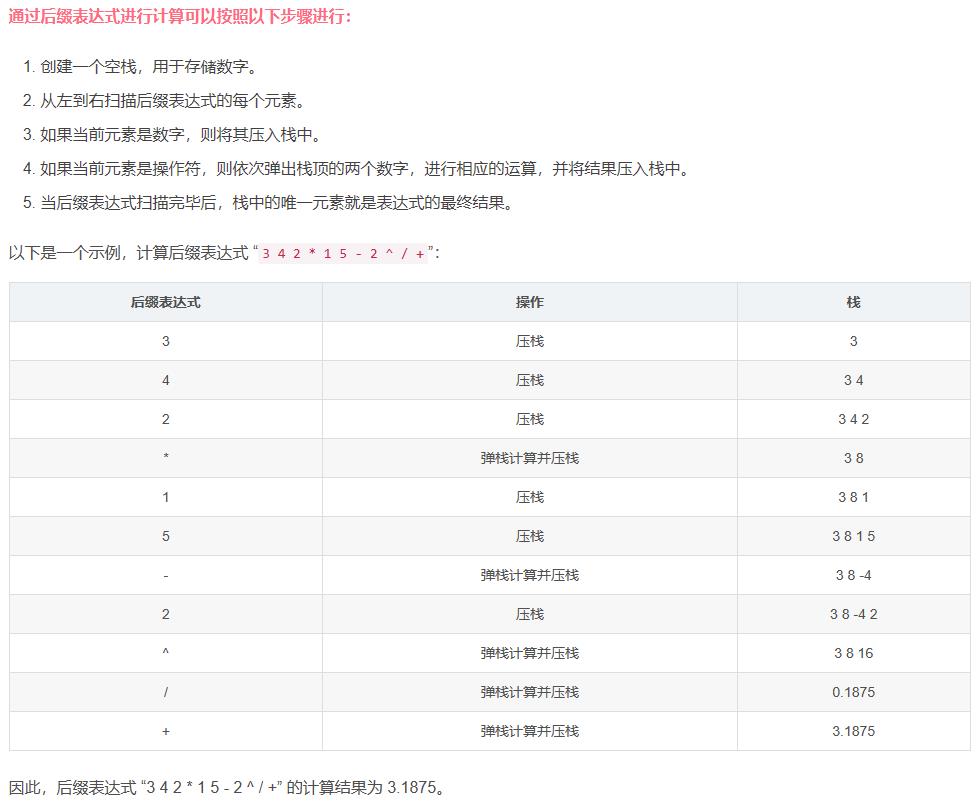 通过后缀表达式进行计算可以按照以下步骤进行：
1. 创建一个空栈，用于存储数字。
2. 从左到右扫描后缀表达式的每个元素。
3. 如果当前元素是数字，则将其压入栈中。
4. 如果当前元素是操作符，则依次弹出栈顶的两个数字，进行相应的运算，并将结果压入栈中。
5. 当后缀表达式扫描完毕后，栈中的唯一元素就是表达式的最终结果。
以下是一个示例，计算后缀表达式 “3 4 2 * 1 5 - 2 ^ / +”：
后缀表达式 操作 栈
3 压栈 3
4 压栈 3 4
2 压栈 3 4 2
* 弹栈计算并压栈 3 8
1 压栈 3 8 1
5 压栈 3 8 1 5
- 弹栈计算并压栈 3 8 -4
2 压栈 3 8 -4 2
^ 弹栈计算并压栈 3 8 16
/ 弹栈计算并压栈 0.1875
+ 弹栈计算并压栈 3.1875
因此，后缀表达式 “3 4 2 * 1 5 - 2 ^ / +” 的计算结果为 3.1875。